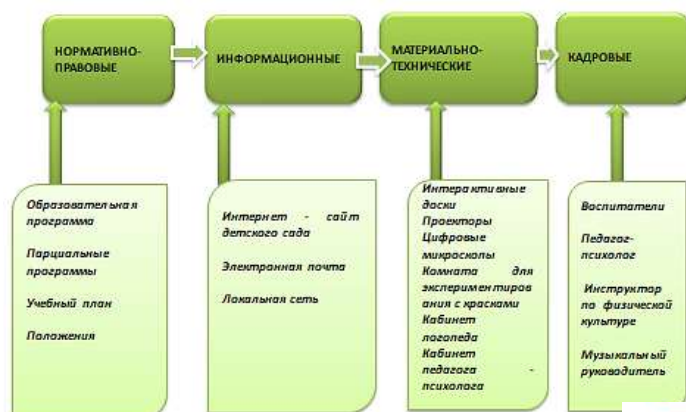 НОРМАТИВНО-
ПРАВОВЫЕ
ИНФОРМАЦИОННЫЕ
МАТЕРИАЛЬНО-
ТЕХНИЧЕСКИЕ
КАДРОВЫЕ
Образовательная
программа
Парциальные
программы
Учебный план
Положения
Интернет - сайт
детского сада
Электронная почта
Локальная сеть
Интерактивные
доски
Проекторы
Цифровые
микроскопы
Комната для
экспериментиров
ания с красками
Кабинет
логопеда
Кабинет
педагога -
психолога
Воспитатели
Педагог-
психолог
Инструктор
по физической
культуре
Музыкальный
руководитель